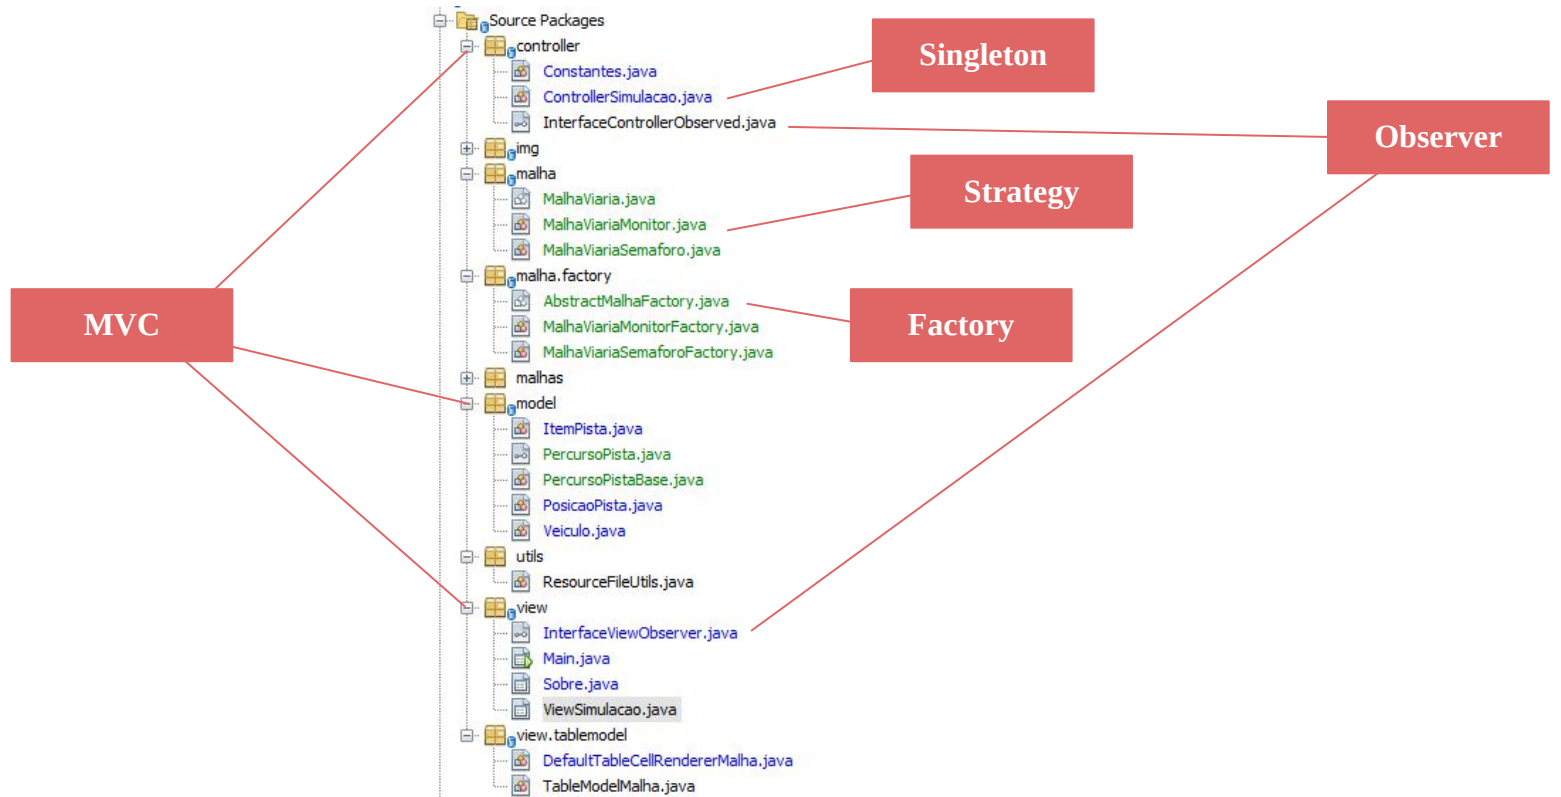 Source Packages
controller
Constantes.java
ControllerSimulacao.java
InterfaceControllerObserved.java
img
malha
MalhaViaria.java
MalhaViariaMonitor.java
MalhaViariaSemaforo.java
malha.factory
AbstractMalhaFactory.java
MalhaViariaMonitorFactory.java
MalhaViariaSemaforoFactory.java
malhas
model
ItemPista.java
PercursoPista.java
PercursoPistaBase.java
PosicaoPista.java
Veiculo.java
utils
ResourceFileUtils.java
view
InterfaceViewObserver.java
Main.java
Sobre.java
ViewSimulacao.java
view.tablemodel
DefaultTableCellRendererMalha.java
TableModelMalha.java
MVC
Singleton
Observer
Strategy
Factory